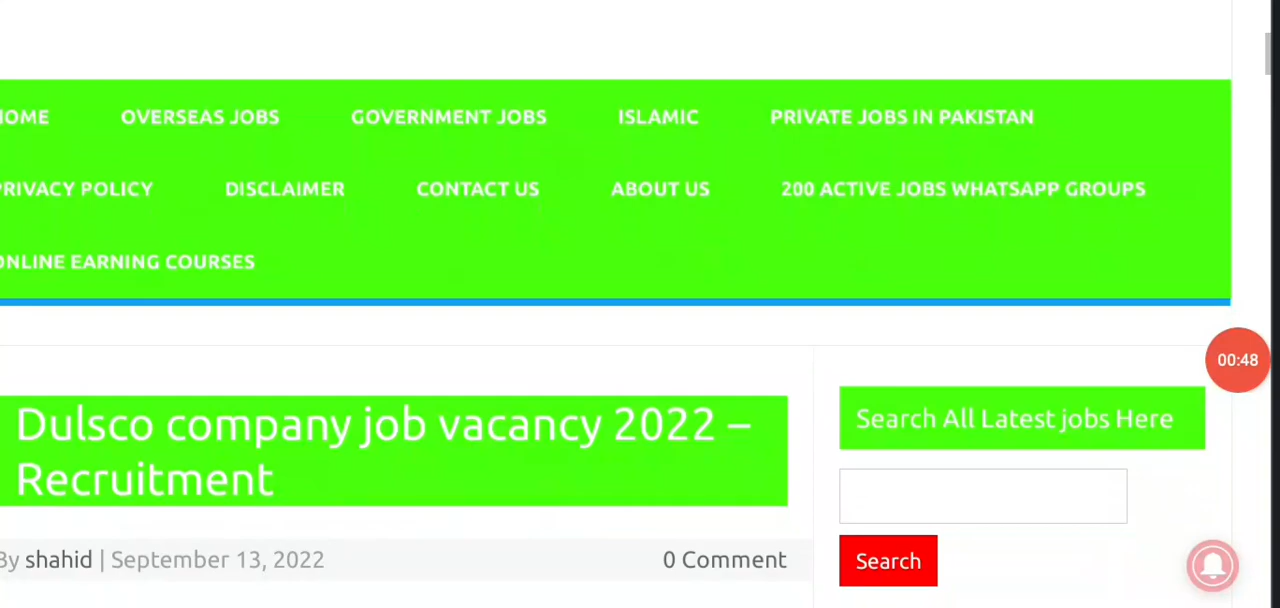 HOME OVERSEAS JOBS GOVERNMENT JOBS ISLAMIC PRIVATE JOBS IN PAKISTAN
PRIVACY POLICY DISCLAIMER CONTACT US ABOUT US 200 ACTIVE JOBS WHATSAPP GROUPS
ONLINE EARNING COURSES
00:48
Dulsco company job vacancy 2022 –
Recruitment
By shahid | September 13, 2022 0 Comment
Search All Latest jobs Here
Search